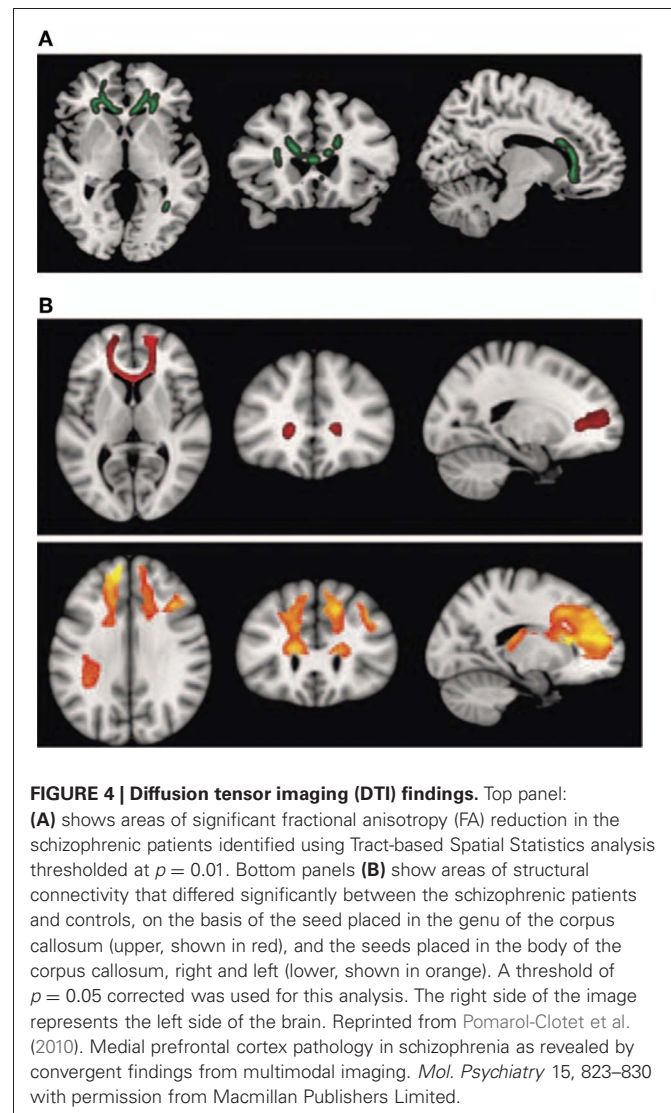 A
B
FIGURE 4 | Diffusion tensor imaging (DTI) findings. Top panel:
(A) shows areas of significant fractional anisotropy (FA) reduction in the
schizophrenic patients identified using Tract-based Spatial Statistics analysis
thresholded at p = 0.01. Bottom panels (B) show areas of structural
connectivity that differed significantly between the schizophrenic patients
and controls, on the basis of the seed placed in the genu of the corpus
callosum (upper, shown in red), and the seeds placed in the body of the
corpus callosum, right and left (lower, shown in orange). A threshold of
p = 0.05 corrected was used for this analysis. The right side of the image
represents the left side of the brain. Reprinted from Pomarol-Clotet et al.
(2010). Medial prefrontal cortex pathology in schizophrenia as revealed by
convergent findings from multimodal imaging. Mol. Psychiatry 15, 823–830
with permission from Macmillan Publishers Limited.